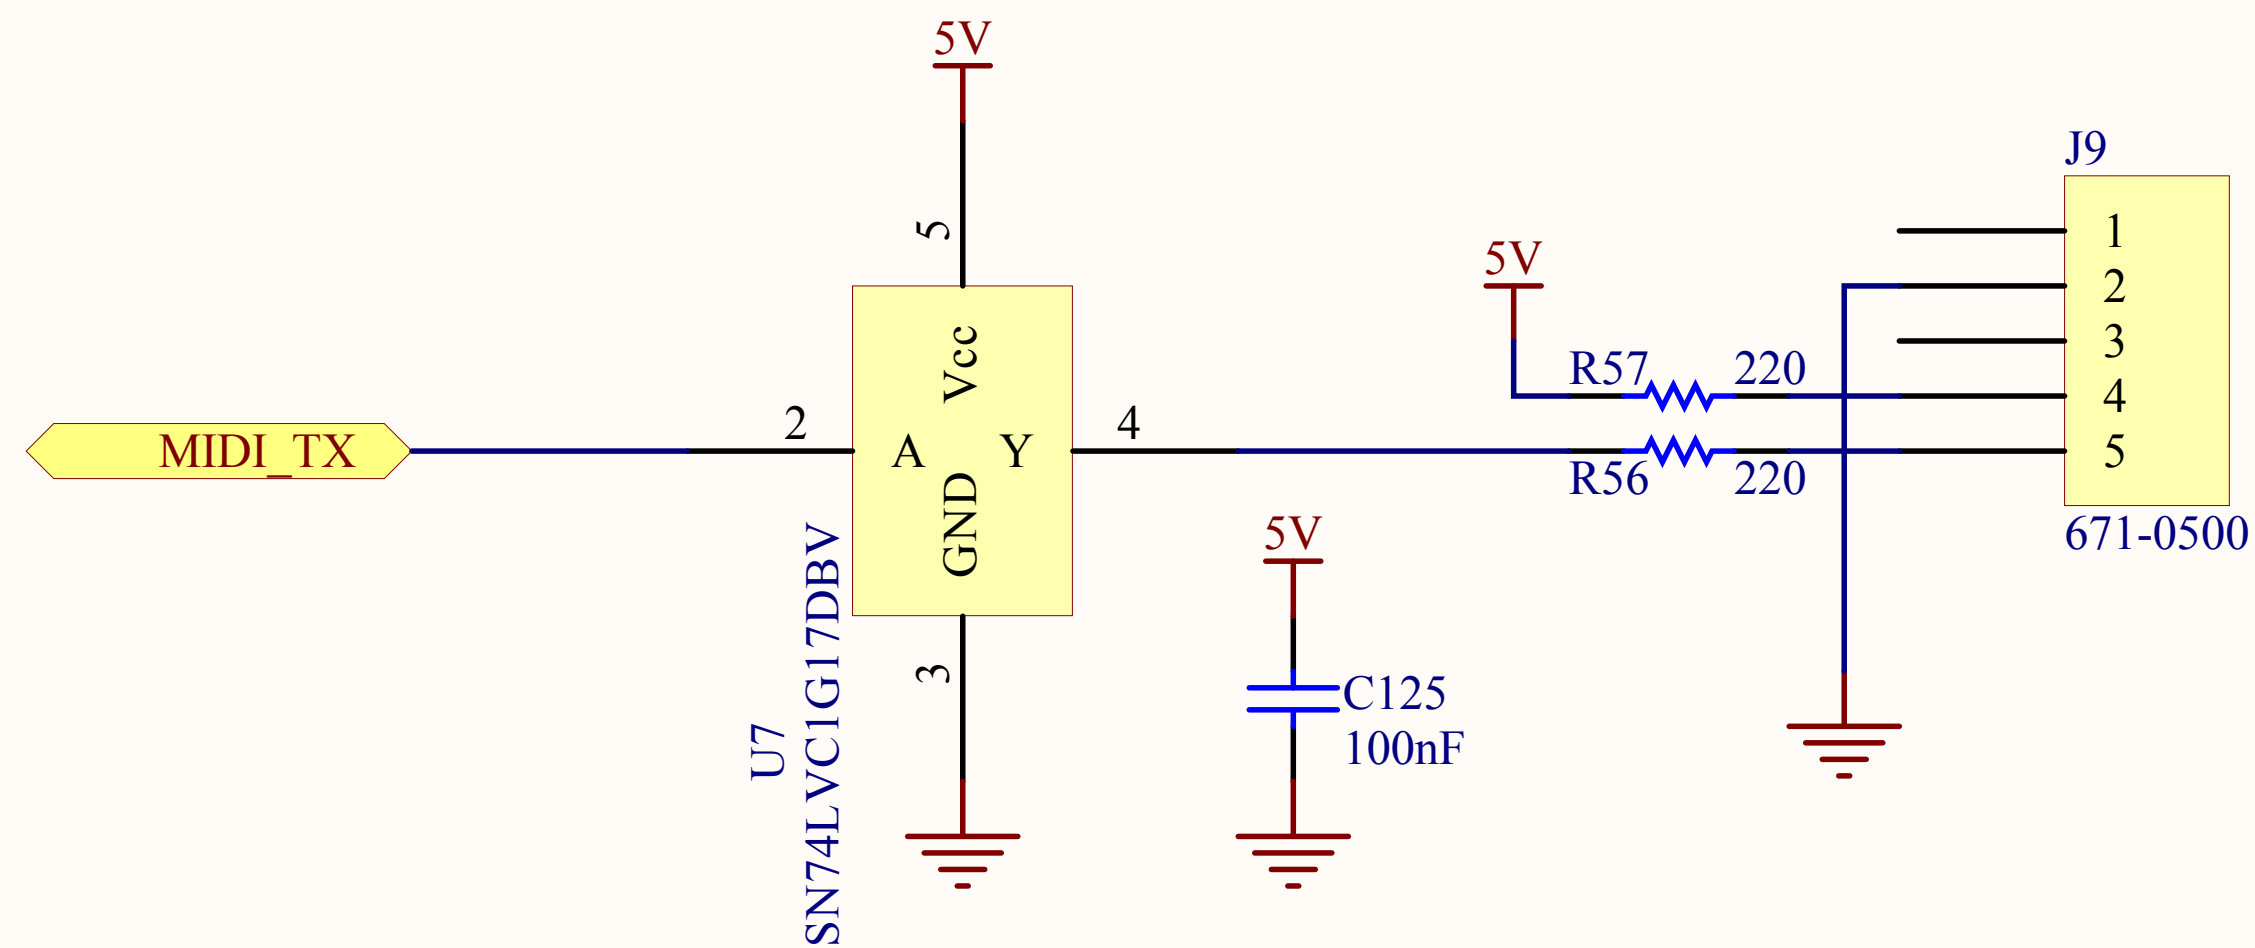 5V
5
Vcc
MIDI_TX
2
A
Y
4
GND
3
U7
SN74LVC1G17DBV
5V
C125
100nF
5V
R57
220
R56
220
J9
1
2
3
4
5
671-0500